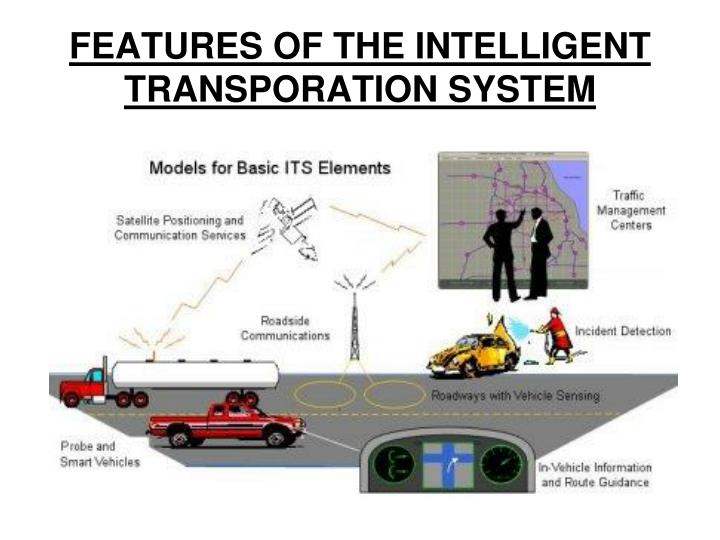 FEATURES OF THE INTELLIGENT
TRANSPORATION SYSTEM
Models for Basic ITS Elements
Satellite Positioning and
Communication Services
Traffic
Management
Centers
Roadside
Communications
Incident Detection
Roadways with Vehicle Sensing
Probe and
Smart Vehicles
In-Vehicle Information
and Route Guidance